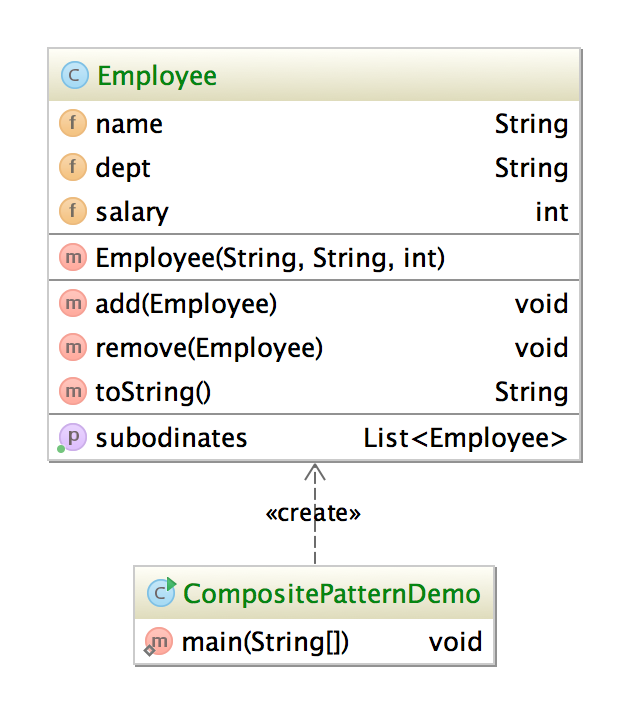 C Employee
f name String
f dept String
f salary int
m Employee(String, String, int)
m add(Employee) void
m remove(Employee) void
m toString() String
p subodinates List<Employee>
«create»
C CompositePatternDemo
m main(String[]) void